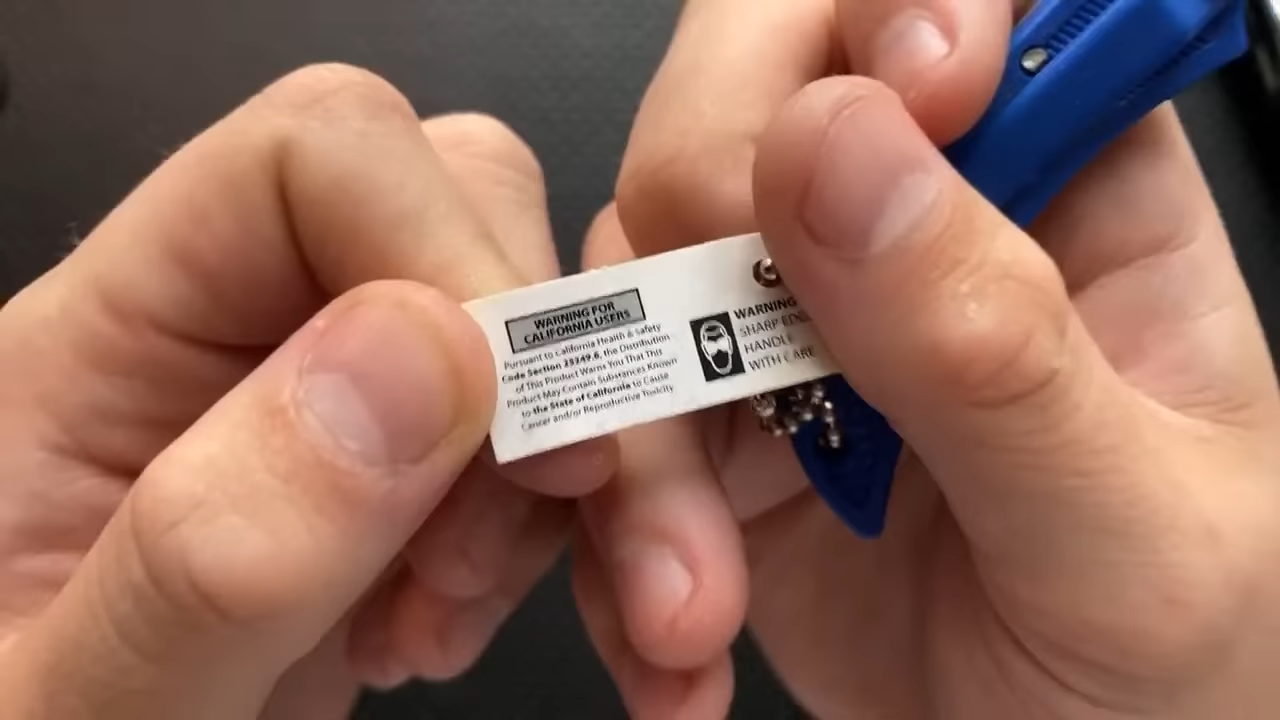 WARNING FOR
CALIFORNIA USERS
Pursuant to California Health & safety
Code Section 25249.6, the Distribution
of This Product Warns You That This
Product May Contain Substances Known
to the State of California to Cause
Cancer and/or Reproductive Toxicity
WARNING
SHARP
HANDLE
WITH CARE